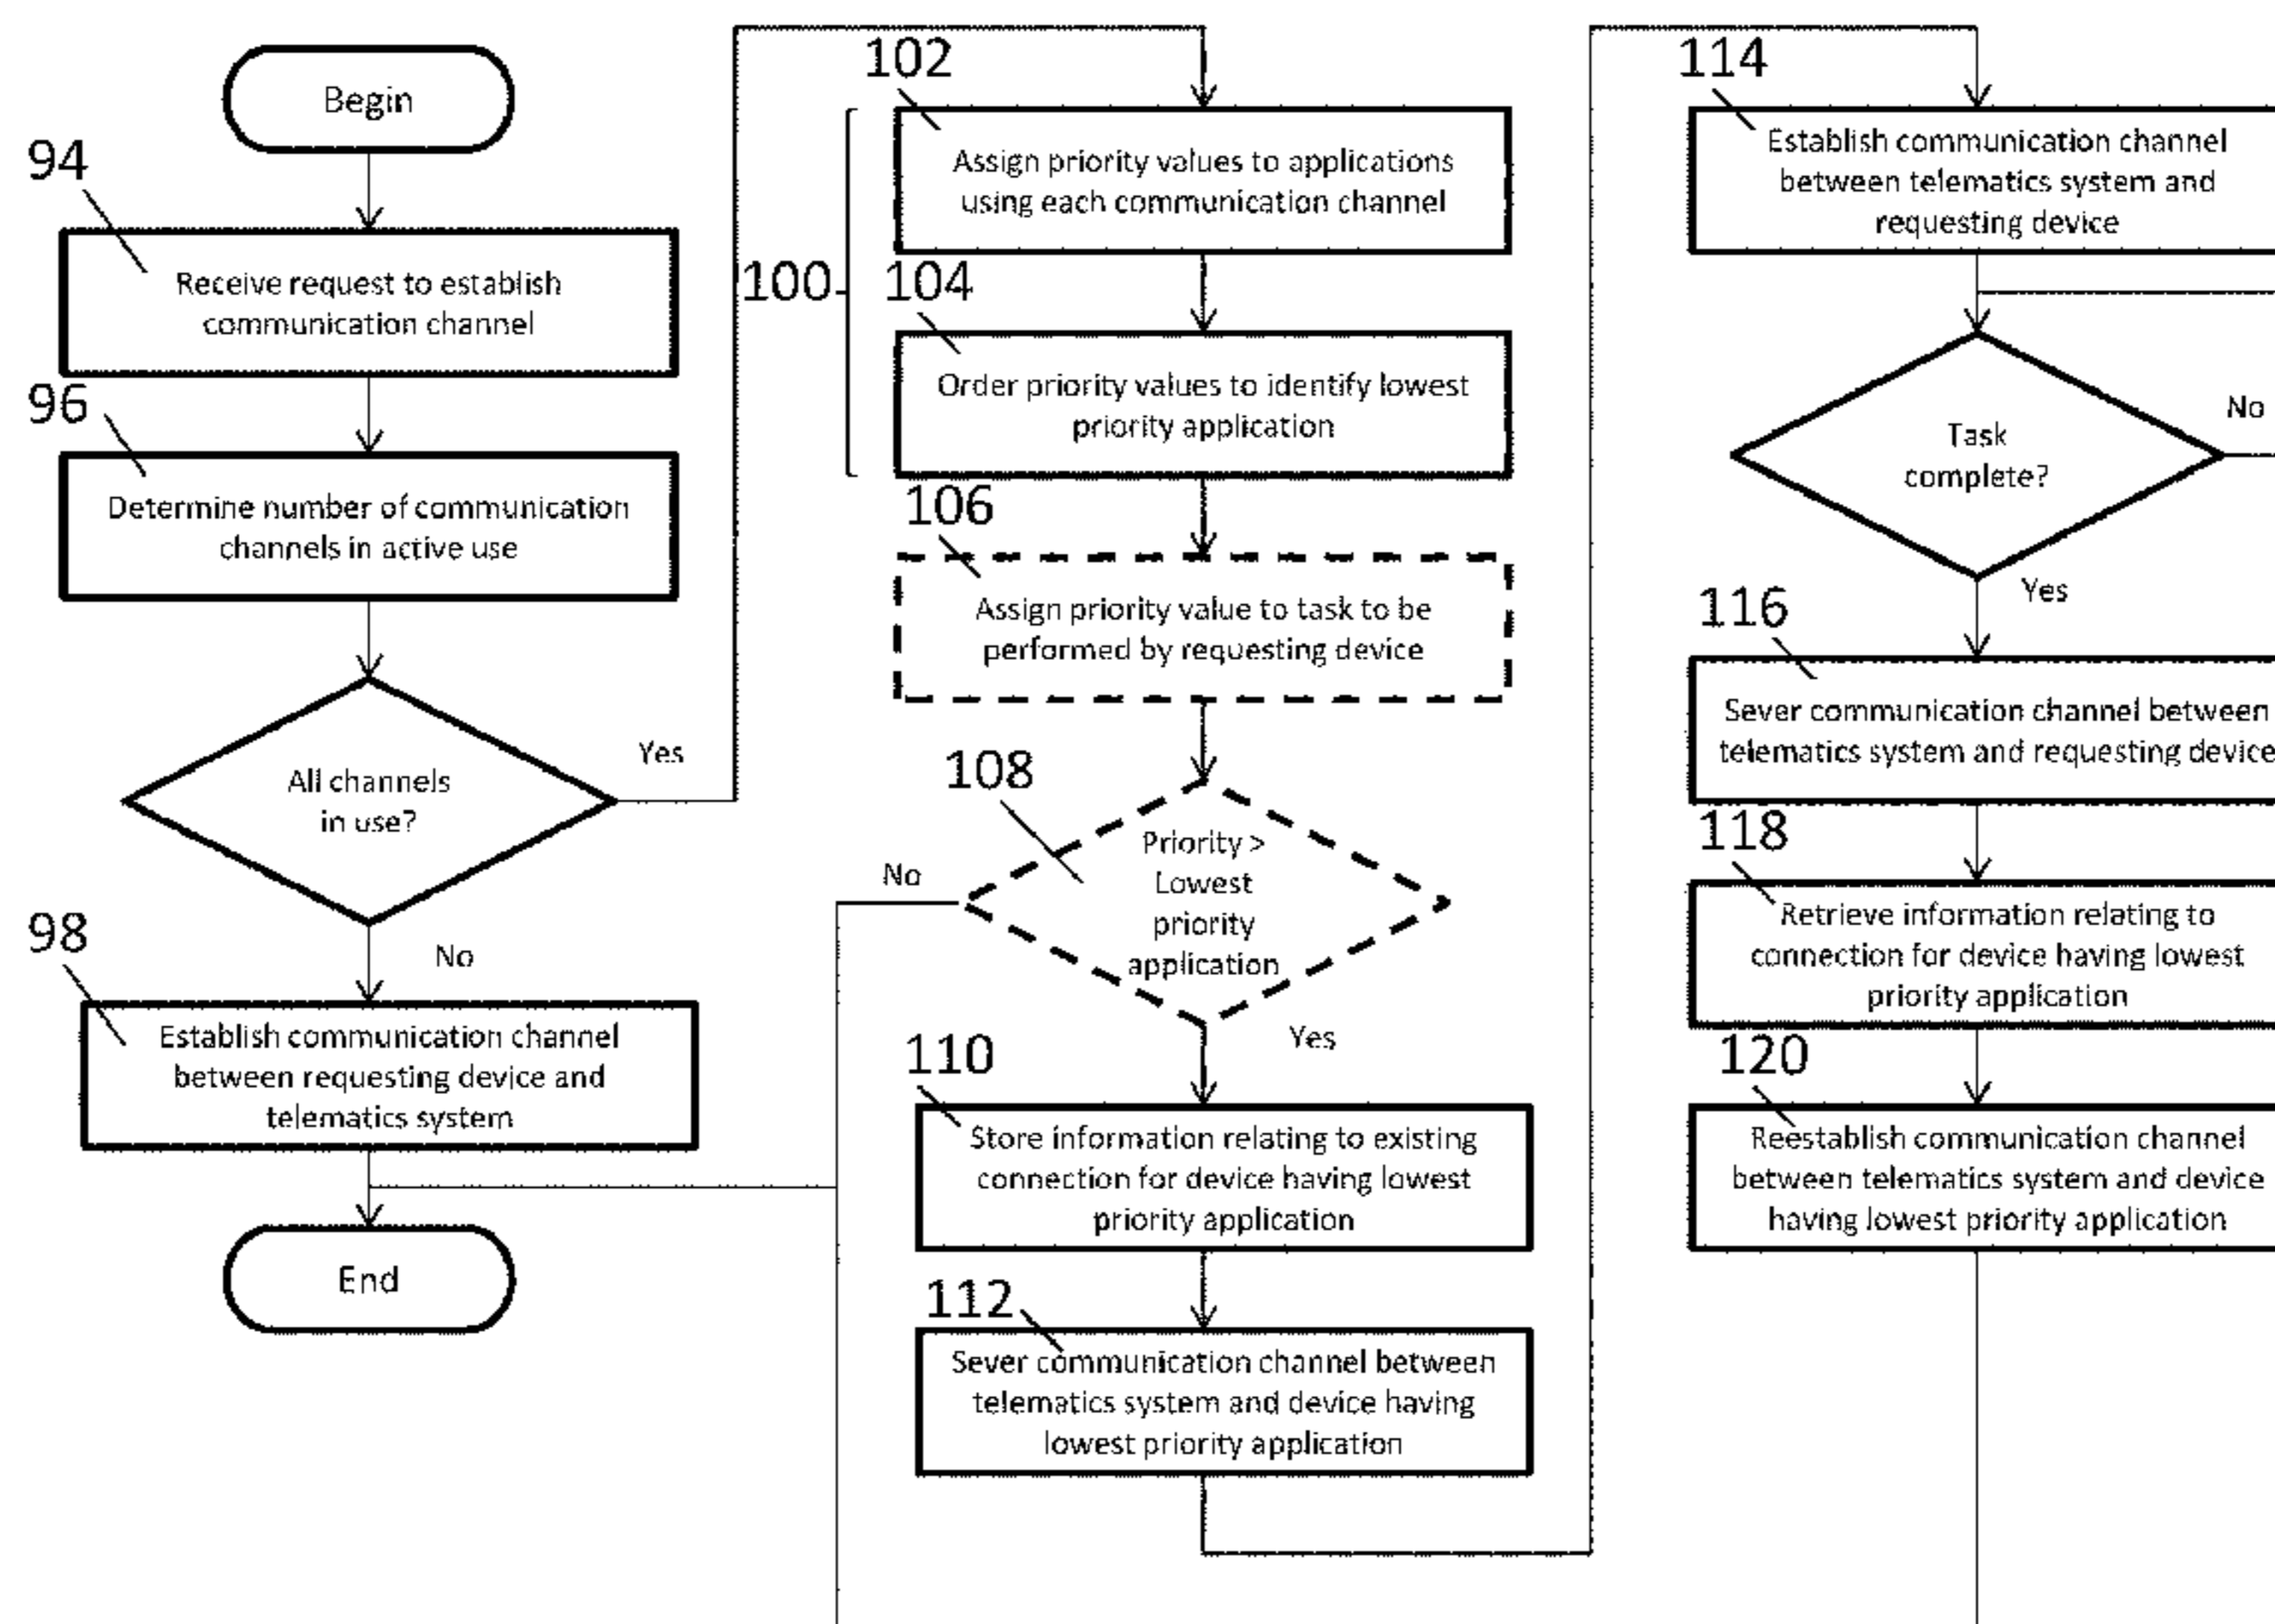 Begin
94
Receive request to establish
communication channel
96
Determine number of communication
channels in active use
All channels
in use?
Yes
No
98
Establish communication channel
between requesting device and
telematics system
End
100
102
Assign priority values to applications
using each communication channel
104
Order priority values to identify lowest
priority application
106
Assign priority value to task to be
performed by requesting device
108
Priority >
Lowest
priority
application
No
Yes
110
Store information relating to existing
connection for device having lowest
priority application
112
Sever communication channel between
telematics system and device having
lowest priority application
114
Establish communication channel
between telematics system and
requesting device
Task
complete?
No
Yes
116
Sever communication channel between
telematics system and requesting device
118
Retrieve information relating to
connection for device having lowest
priority application
120
Reestablish communication channel
between telematics system and device
having lowest priority application